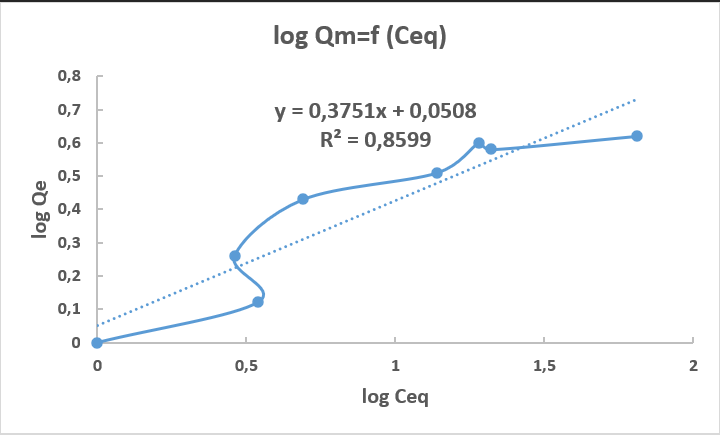 log Qm=f (Ceq)
y = 0,3751x + 0,0508
R² = 0,8599
0,8
0,7
0,6
0,5
0,4
0,3
0,2
0,1
0
log Qe
0
0,5
1
1,5
2
log Ceq